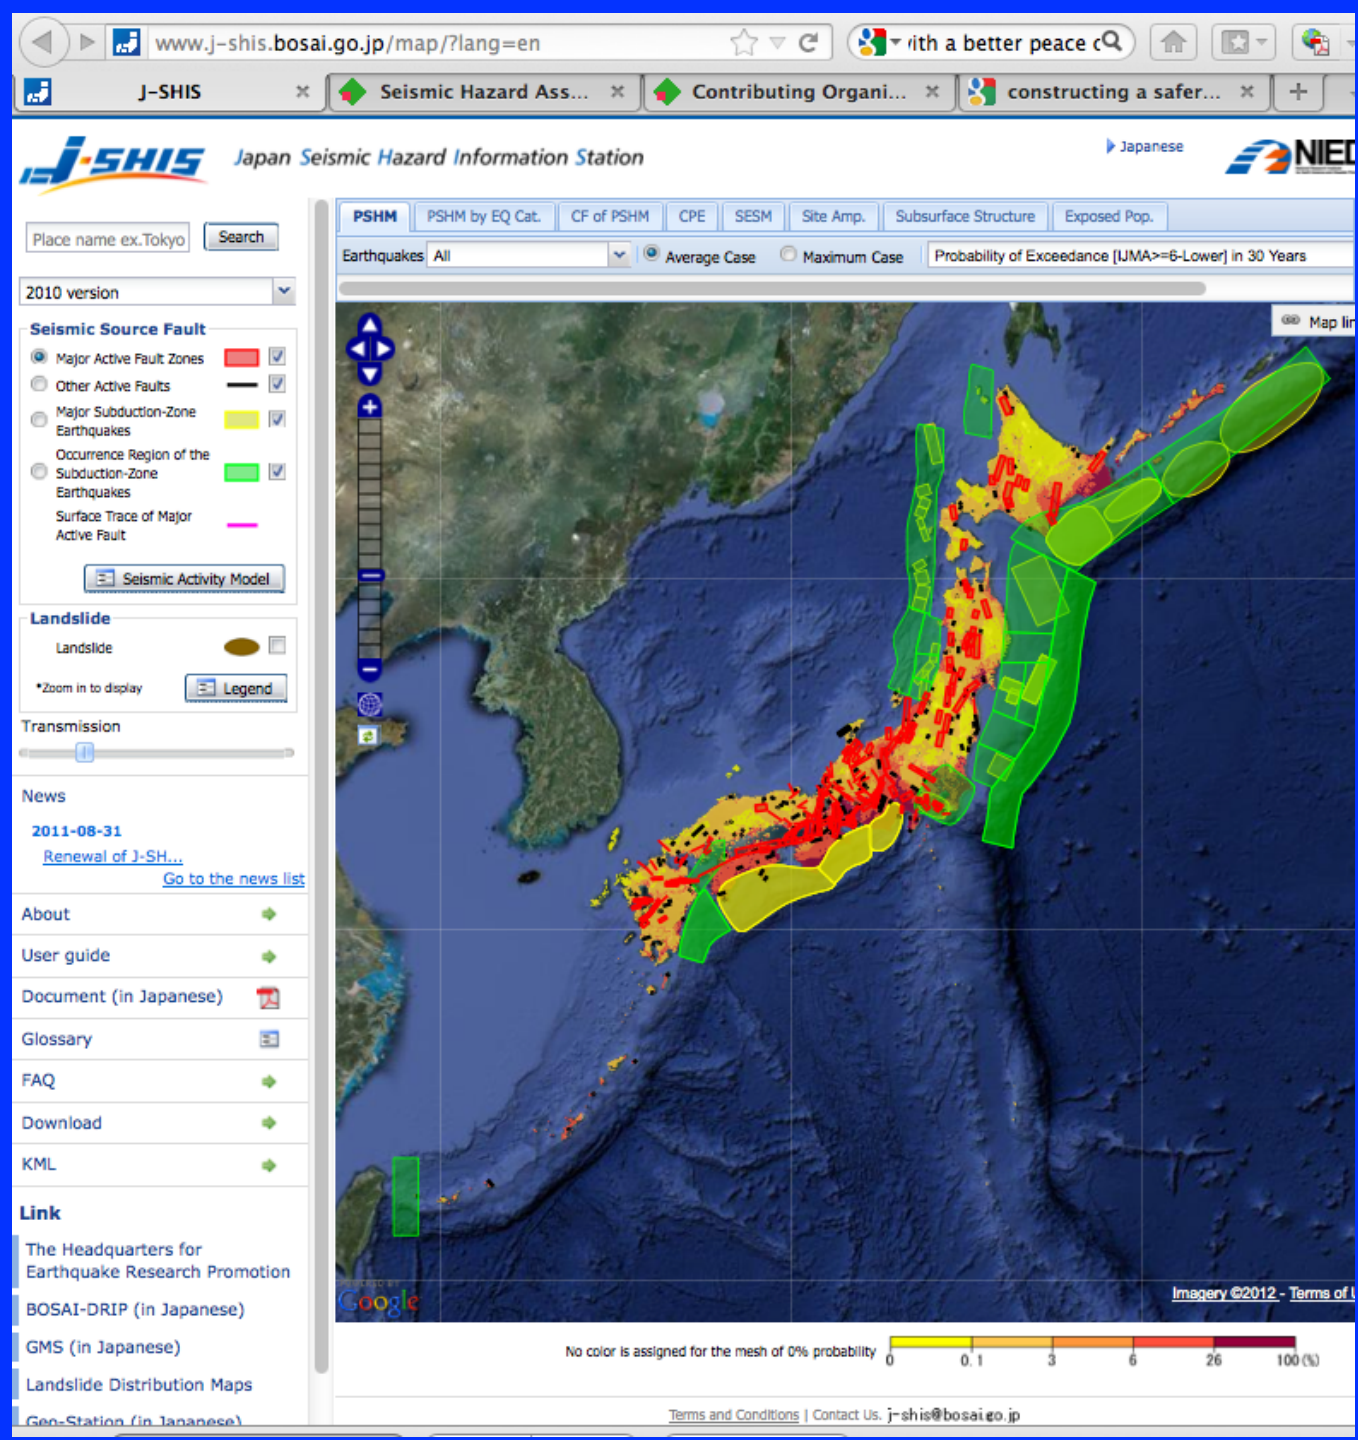 www.j-shis.bosai.go.jp/map/?lang=en
ith a better peace c
J-SHIS
Seismic Hazard Ass...
Contributing Organi...
constructing a safer...
J-SHIS
Japan Seismic Hazard Information Station
Japanese
NIED
Place name ex.Tokyo
Search
2010 version
Seismic Source Fault
Major Active Fault Zones
Other Active Faults
Major Subduction-Zone
Earthquakes
Occurrence Region of the
Subduction-Zone
Earthquakes
Surface Trace of Major
Active Fault
Seismic Activity Model
Landslide
Landslide
*Zoom in to display
Legend
Transmission
News
2011-08-31
Renewal of J-SH...
Go to the news list
About
User guide
Document (in Japanese)
Glossary
FAQ
Download
KML
Link
The Headquarters for
Earthquake Research Promotion
BOSAI-DRIP (in Japanese)
GMS (in Japanese)
Landslide Distribution Maps
Geo-Station (in Japanese)
PSHM
PSHM by EQ Cat.
CF of PSHM
CPE
SESM
Site Amp.
Subsurface Structure
Exposed Pop.
Earthquakes
All
Average Case
Maximum Case
Probability of Exceedance [IJMA>=6-Lower] in 30 Years
Map lin
POWERED BY
Google
Imagery ©2012 - Terms of U
No color is assigned for the mesh of 0% probability
0 0.1 3 6 26 100 (%)
Terms and Conditions | Contact Us. j-shis@bosai.go.jp